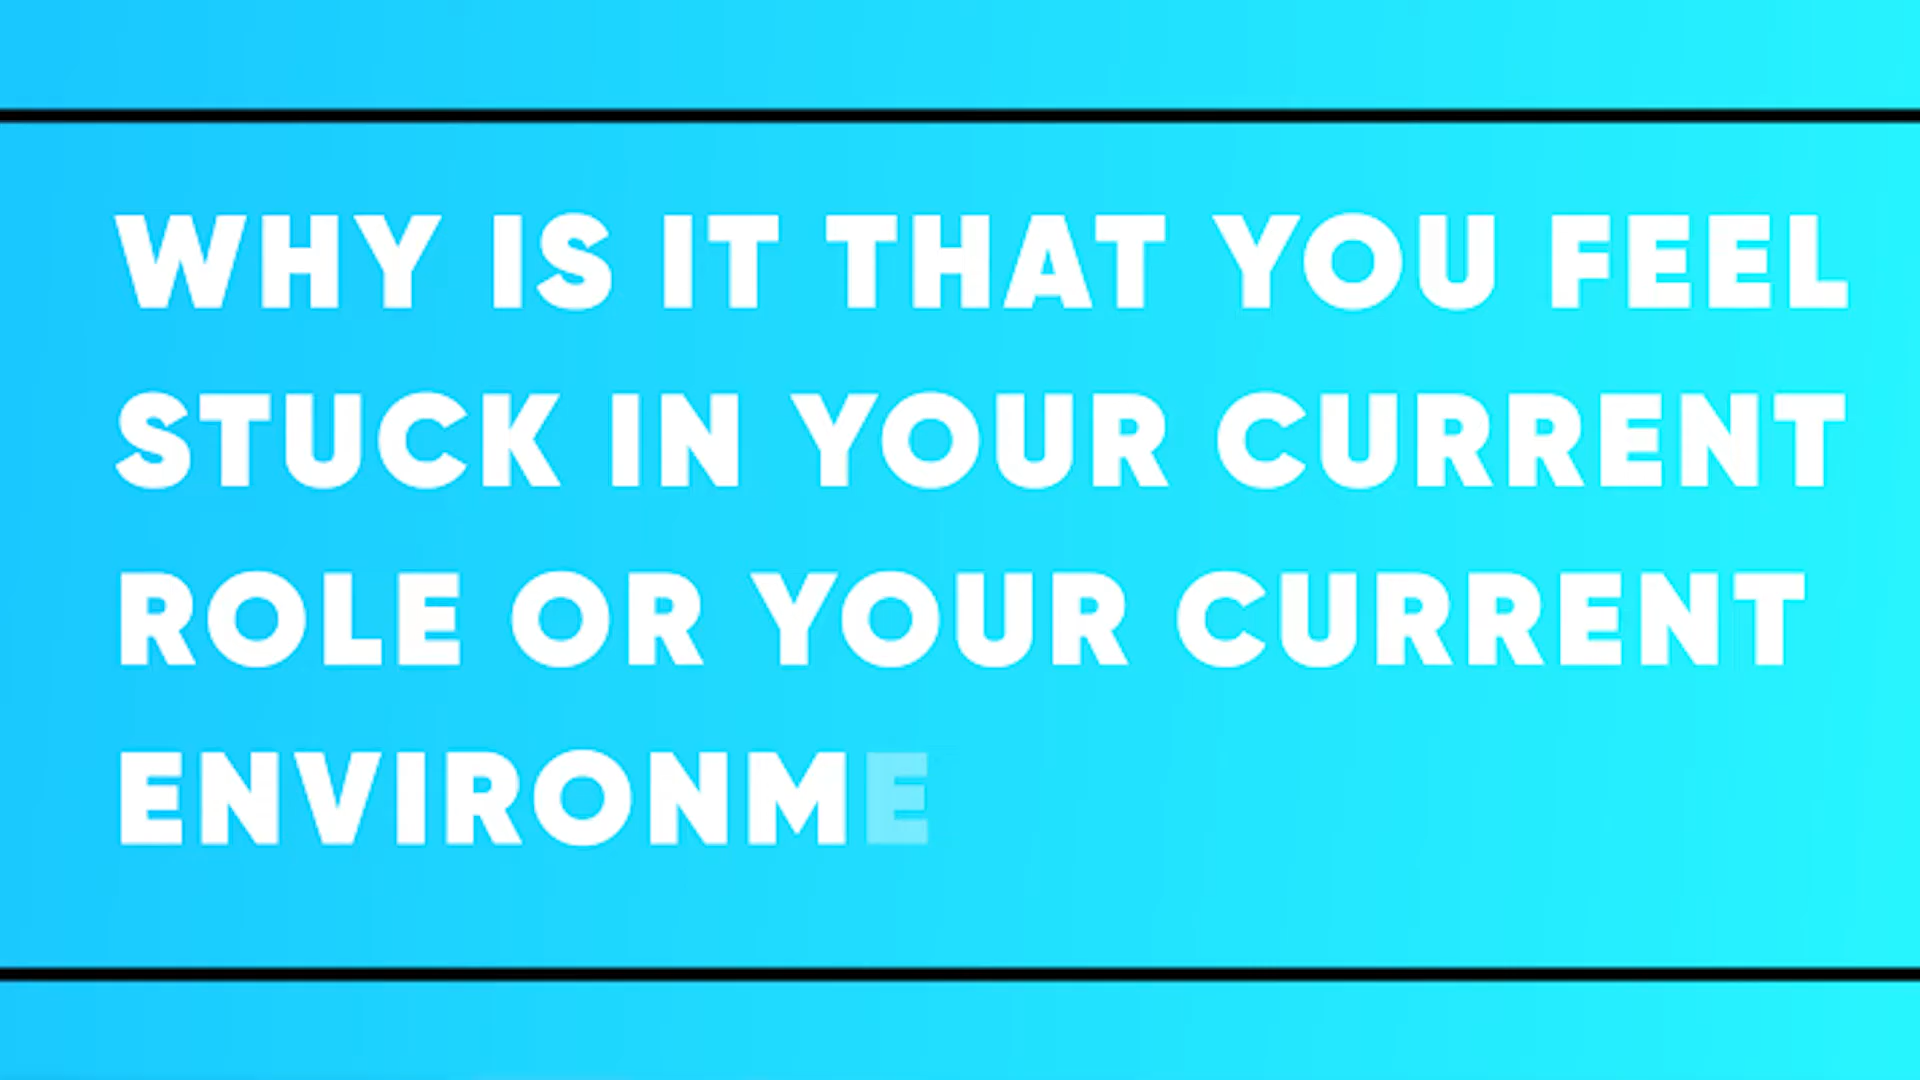 WHY IS IT THAT YOU FEEL
STUCK IN YOUR CURRENT
ROLE OR YOUR CURRENT
ENVIRONME